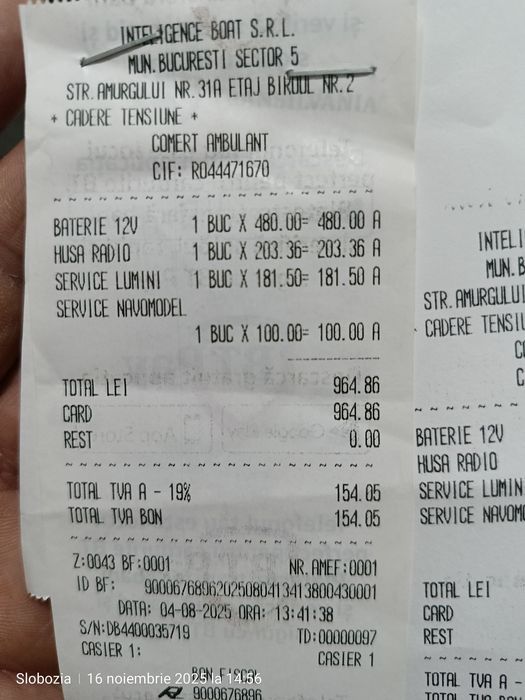 INTELIGENCE BOAT S.R.L.
MUN.BUCURESTI SECTOR 5
STR.AMURGULUI NR.31A ETAJ BIROUL NR.2
* CADERE TENSIUNE *
COMERT AMBULANT
CIF: RO44471670
BATERIE 12V 1 BUC X 480.00= 480.00 A
HUSA RADIO 1 BUC X 203.36= 203.36 A
SERVICE LUMINI 1 BUC X 181.50= 181.50 A
SERVICE NAVOMODEL
1 BUC X 100.00= 100.00 A
TOTAL LEI 964.86
CARD 964.86
REST 0.00
TOTAL TVA A - 19% 154.05
TOTAL TVA BON 154.05
Z:0043 BF:0001 NR.AMEF:0001
ID BF: 90006768962025080413413800430001
DATA: 04-08-2025 ORA: 13:41:38
S/N:DB4400035719 TD:00000097
CASIER 1: CASIER 1
BON FISCAL
9000676896
INTELI
MUN.B
STR.AMURGULU
CADERE TENSIU
CO
C
BATERIE 12V
HUSA RADIO
SERVICE LUMIN
SERVICE NAVOMO
TOTAL LEI
CARD
REST
TOTAL TVA A -
Slobozia | 16 noiembrie 2025 la 14:56